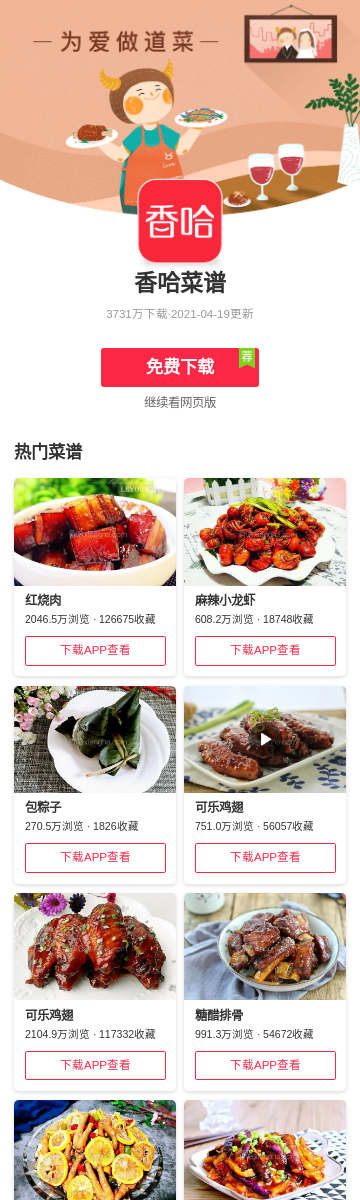 为爱做道菜
香哈
香哈菜谱
3731万下载·2021-04-19更新
免费下载
荐
继续看网页版
热门菜谱
红烧肉
2046.5万浏览 · 126675收藏
下载APP查看
麻辣小龙虾
608.2万浏览 · 18748收藏
下载APP查看
包粽子
270.5万浏览 · 1826收藏
下载APP查看
可乐鸡翅
751.0万浏览 · 56057收藏
下载APP查看
可乐鸡翅
2104.9万浏览 · 117332收藏
下载APP查看
糖醋排骨
991.3万浏览 · 54672收藏
下载APP查看